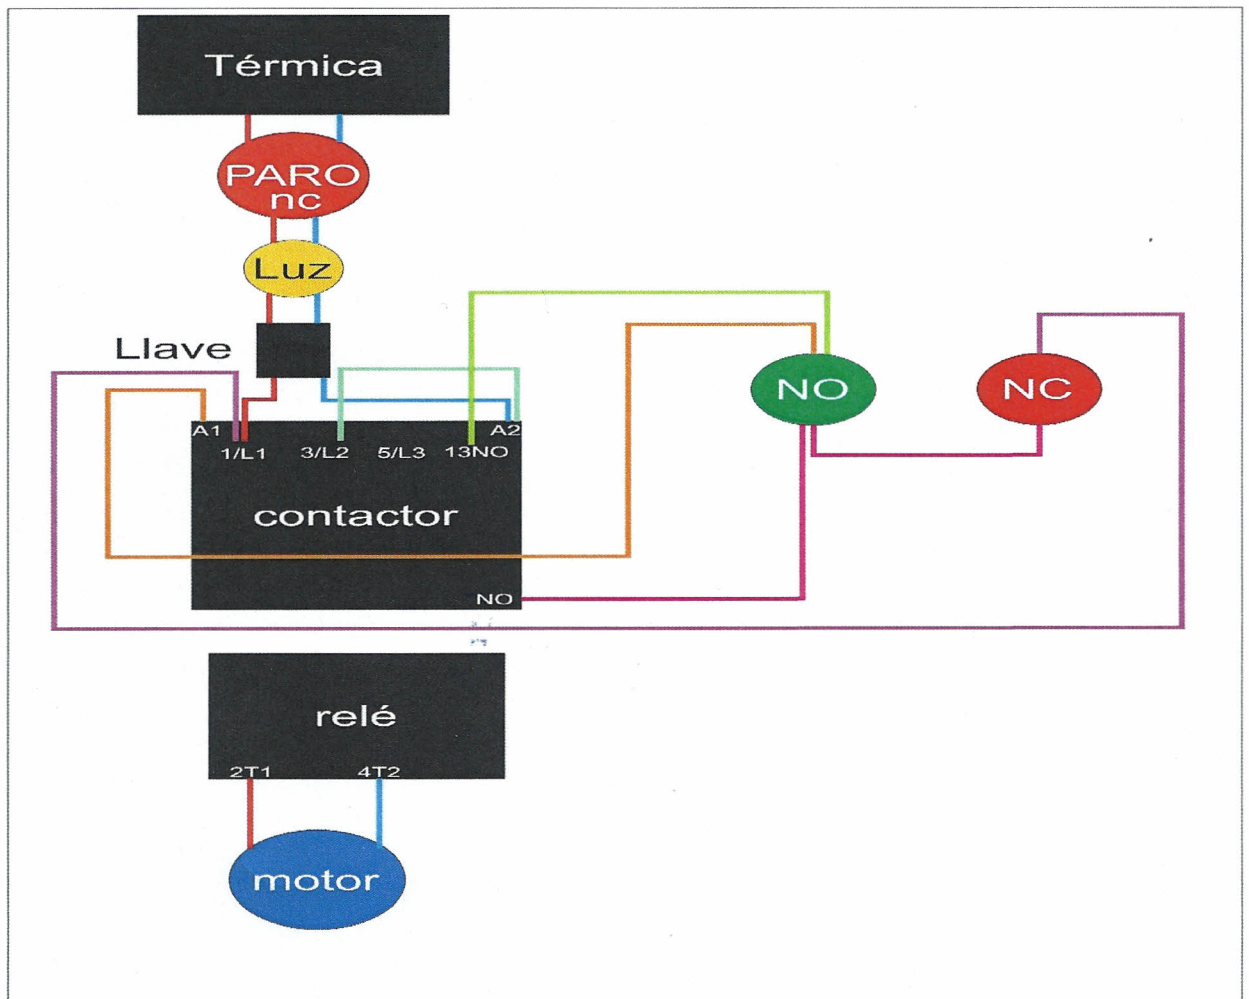 Térmica
PARO
nc
Luz
Llave
A1
A2
1/L1 3/L2 5/L3 13NO
NO
NC
contactor
NO
relé
2T1 4T2
motor